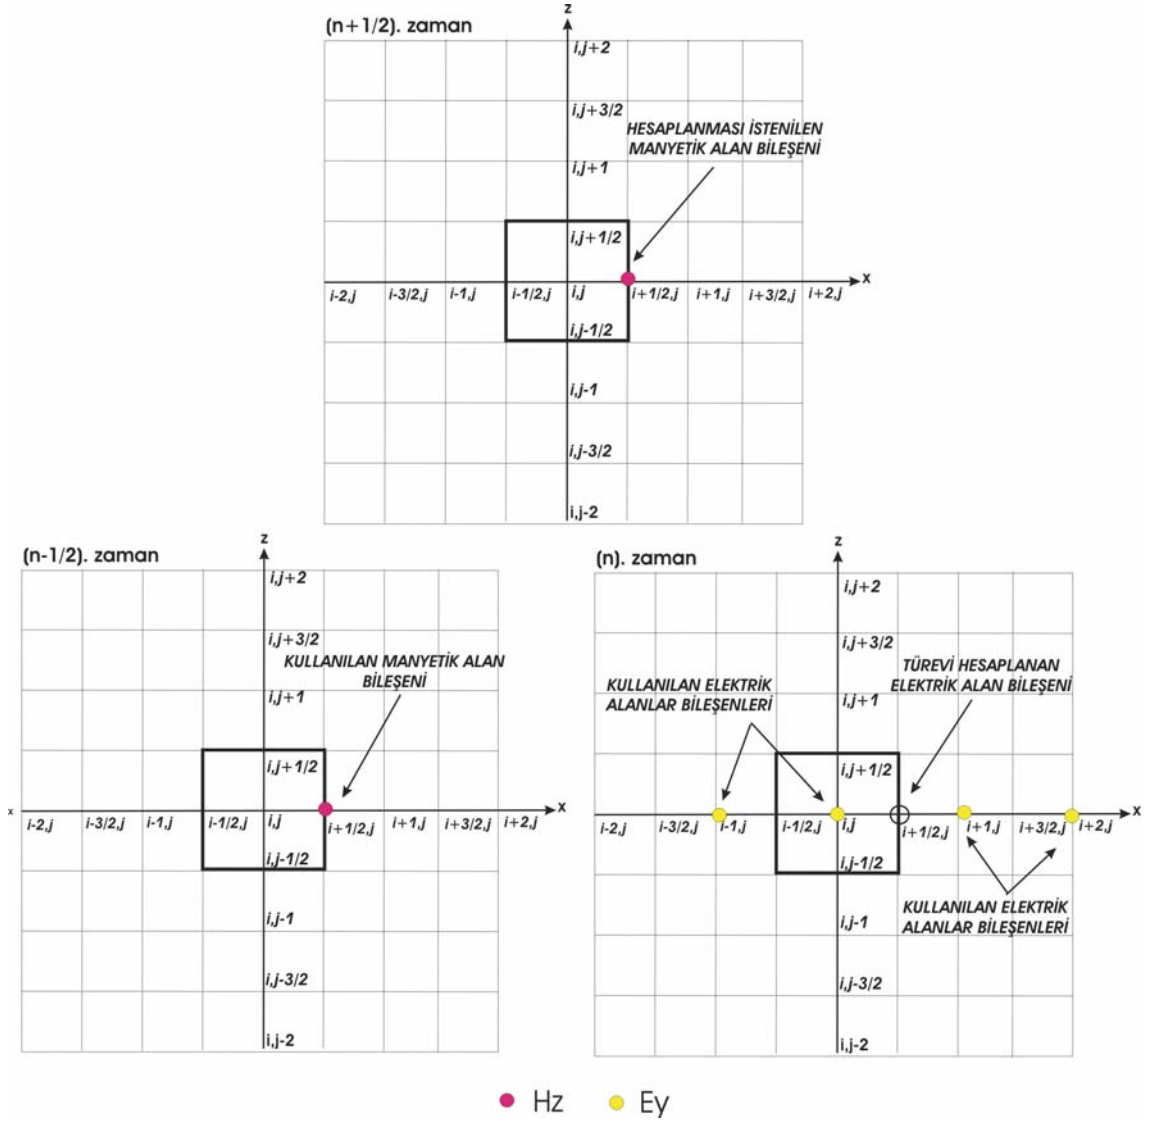 z
(n+1/2). zaman
i,j+2
i,j+3/2
HESAPLANMASI İSTENİLEN
MANYETİK ALAN BİLEŞENİ
i,j+1
i,j+1/2
x
i-2,j i-3/2,j i-1,j i-1/2,j i,j i+1/2,j i+1,j i+3/2,j i+2,j
i,j-1/2
i,j-1
i,j-3/2
i,j-2
z
(n-1/2). zaman
i,j+2
i,j+3/2
KULLANILAN MANYETİK ALAN
BİLEŞENİ
i,j+1
i,j+1/2
x
x
i-2,j i-3/2,j i-1,j i-1/2,j i,j i+1/2,j i+1,j i+3/2,j i+2,j
i,j-1/2
i,j-1
i,j-3/2
i,j-2
z
(n). zaman
i,j+2
i,j+3/2
TÜREVİ HESAPLANAN
ELEKTRİK ALAN BİLEŞENİ
KULLANILAN ELEKTRİK
ALANLAR BİLEŞENLERİ
i,j+1
i,j+1/2
x
i-2,j i-3/2,j i-1,j i-1/2,j i,j i+1/2,j i+1,j i+3/2,j i+2,j
i,j-1/2
KULLANILAN ELEKTRİK
ALANLAR BİLEŞENLERİ
i,j-1
i,j-3/2
i,j-2
Hz Ey